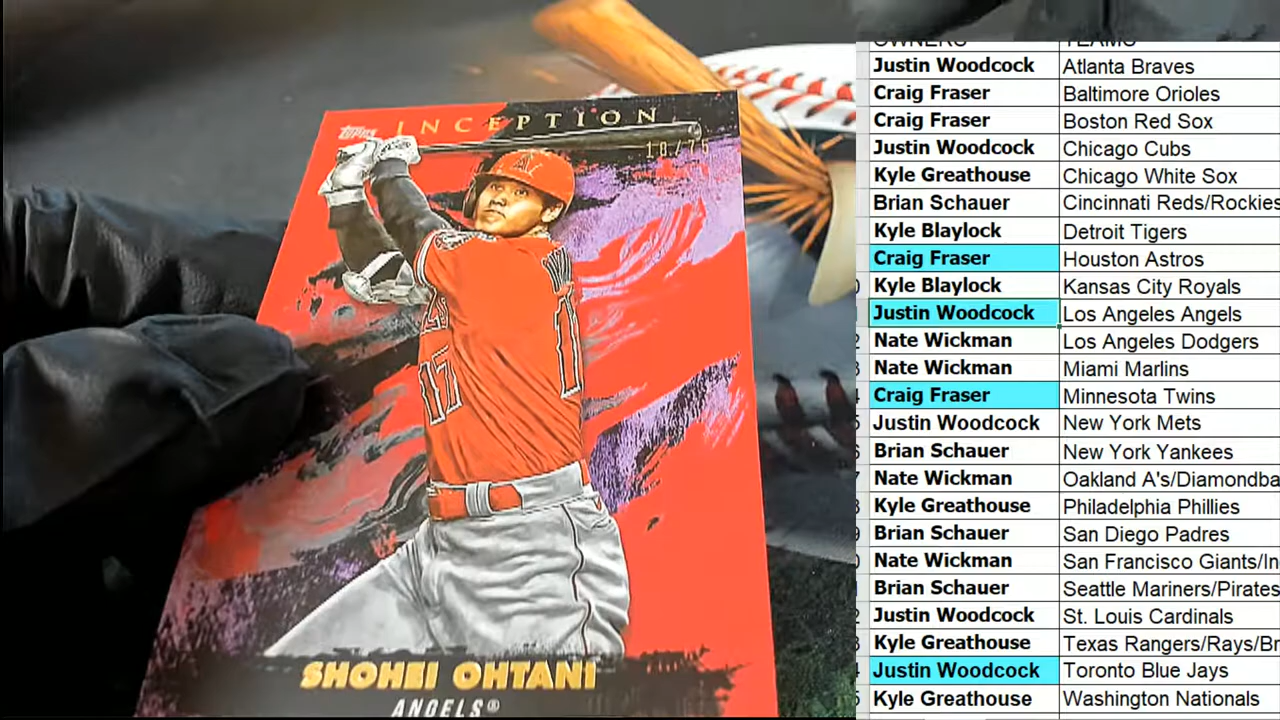 Topps INCEPTION
18/75
17
SHOHEI OHTANI
ANGELS®
OWNERS TEAMS
Justin Woodcock Atlanta Braves
Craig Fraser Baltimore Orioles
Craig Fraser Boston Red Sox
Justin Woodcock Chicago Cubs
Kyle Greathouse Chicago White Sox
Brian Schauer Cincinnati Reds/Rockies
Kyle Blaylock Detroit Tigers
Craig Fraser Houston Astros
Kyle Blaylock Kansas City Royals
Justin Woodcock Los Angeles Angels
Nate Wickman Los Angeles Dodgers
Nate Wickman Miami Marlins
Craig Fraser Minnesota Twins
Justin Woodcock New York Mets
Brian Schauer New York Yankees
Nate Wickman Oakland A's/Diamondba
Kyle Greathouse Philadelphia Phillies
Brian Schauer San Diego Padres
Nate Wickman San Francisco Giants/In
Brian Schauer Seattle Mariners/Pirates
Justin Woodcock St. Louis Cardinals
Kyle Greathouse Texas Rangers/Rays/Br
Justin Woodcock Toronto Blue Jays
Kyle Greathouse Washington Nationals